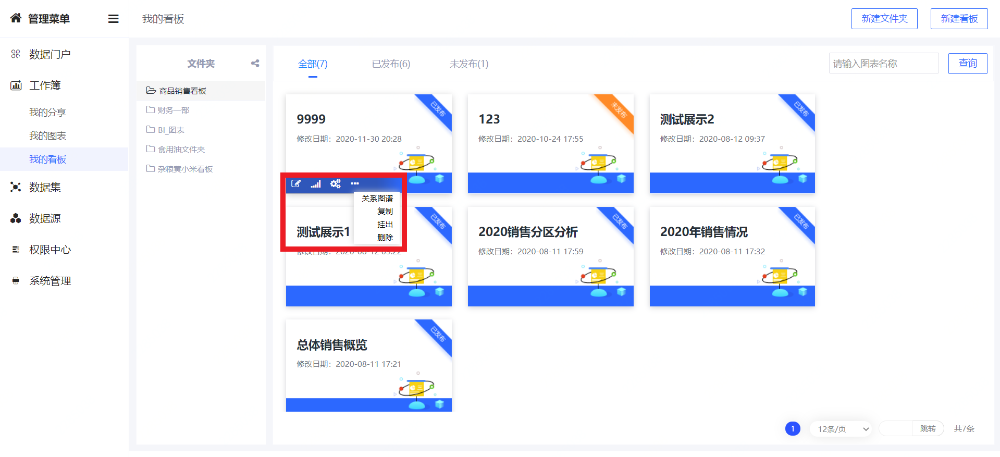 管理菜单
我的看板
新建文件夹
新建看板
数据门户
工作簿
我的分享
我的图表
我的看板
数据集
数据源
权限中心
系统管理
文件夹
商品销售看板
财务一部
BI_图表
食用油文件夹
杂粮黄小米看板
全部(7)
已发布(6)
未发布(1)
请输入图表名称
查询
已发布
9999
修改日期：2020-11-30 20:28
未发布
123
修改日期：2020-10-24 17:55
已发布
测试展示2
修改日期：2020-08-12 09:37
关系图谱
复制
挂出
删除
已发布
测试展示1
修改日期：2020-08-12 09:22
已发布
2020销售分区分析
修改日期：2020-08-11 17:59
已发布
2020年销售情况
修改日期：2020-08-11 17:32
已发布
总体销售概览
修改日期：2020-08-11 17:21
1
12条/页
跳转
共7条